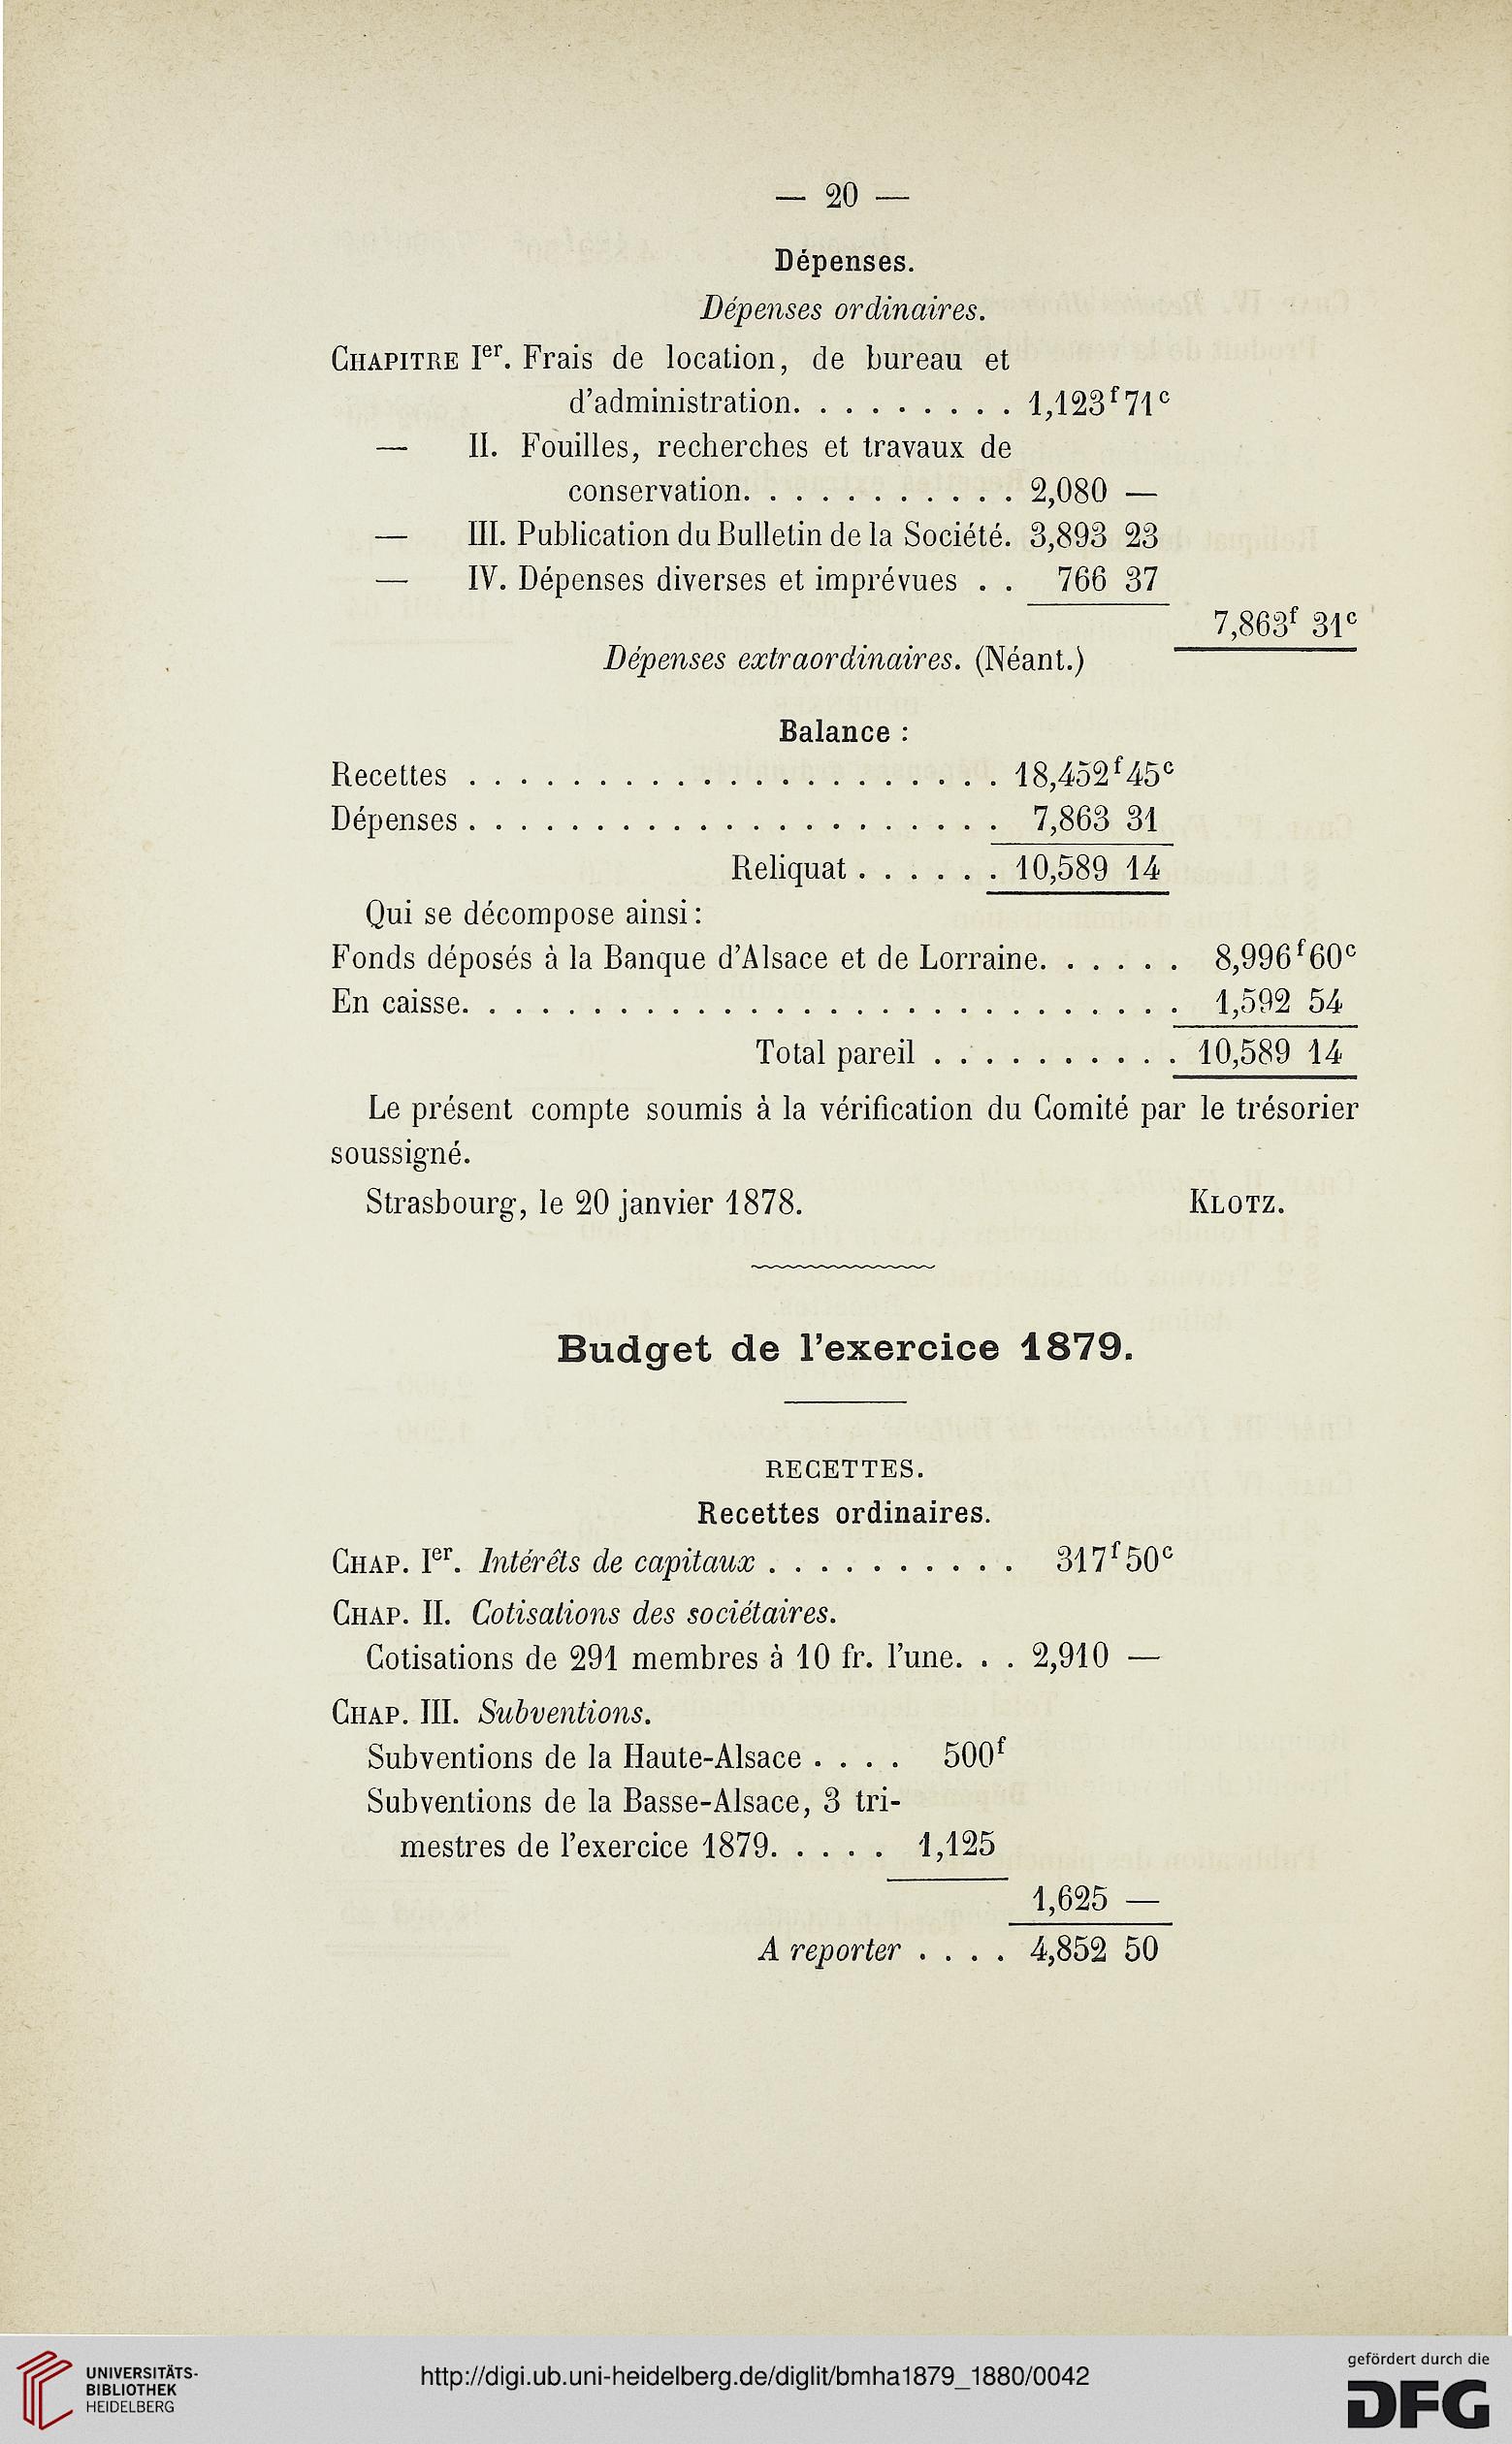 — 20 —
Dépenses.
Dépenses ordinaires.
CHAPITRE Ier. Frais de location, de bureau et
d'administration. . . . . . . . . 1,123f 71c
— II. Fouilles, recherches et travaux de
conservation. . . . . . . . . . . 2,080 —
— III. Publication du Bulletin de la Société. 3,893 23
— IV. Dépenses diverses et imprévues . . 766 37
7,863f 31c
Dépenses extraordinaires. (Néant.)
Balance :
Recettes . . . . . . . . . . . . . . . . . . . . . 18,452f 45c
Dépenses . . . . . . . . . . . . . . . . . . . . . 7,863 31
Reliquat . . . . . . 10,589 14
Qui se décompose ainsi :
Fonds déposés à la Banque d'Alsace et de Lorraine. . . . . . 8,996f 60c
En caisse. . . . . . . . . . . . . . . . . . . . . . . . . . . . 1,592 54
Total pareil . . . . . . . . . . 10,589 14
Le présent compte soumis à la vérification du Comité par le trésorier
soussigné.
Strasbourg, le 20 janvier 1878. KLOTZ.
Budget de l'exercice 1879.
RECETTES.
Recettes ordinaires.
CHAP. Ier. Intérêts de capitaux . . . . . . . . . . 317f 50c
CHAP. II. Cotisations des sociétaires.
Cotisations de 291 membres à 10 fr. l'une. . . 2,910 —
CHAP. III. Subventions.
Subventions de la Haute-Alsace . . . . 500f
Subventions de la Basse-Alsace, 3 tri-
mestres de l'exercice 1879. . . . . 1,125
1,625 —
A reporter . . . . 4,852 50
UNIVERSITÄTS-
BIBLIOTHEK
HEIDELBERG
http://digi.ub.uni-heidelberg.de/diglit/bmha1879_1880/0042
gefördert durch die
DFG